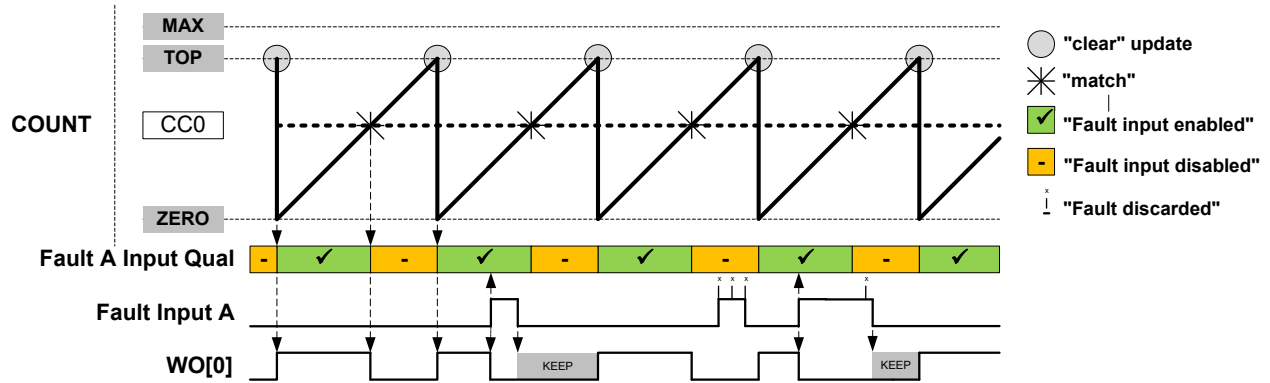 MAX
TOP
COUNT
CC0
ZERO
"clear" update
"match"
✓ "Fault input enabled"
- "Fault input disabled"
x "Fault discarded"
Fault A Input Qual - ✓ - ✓ - ✓ - ✓ - ✓
x x x x
Fault Input A
WO[0] KEEP KEEP